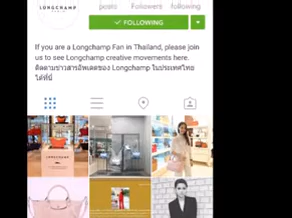 LONGCHAMP
PARIS
posts followers following
FOLLOWING
If you are a Longchamp Fan in Thailand, please join
us to see Longchamp creative movements here.
ติดตามข่าวสารอัพเดตของ Longchamp ในประเทศไทย
ได้ที่นี่
LONGCHAMP